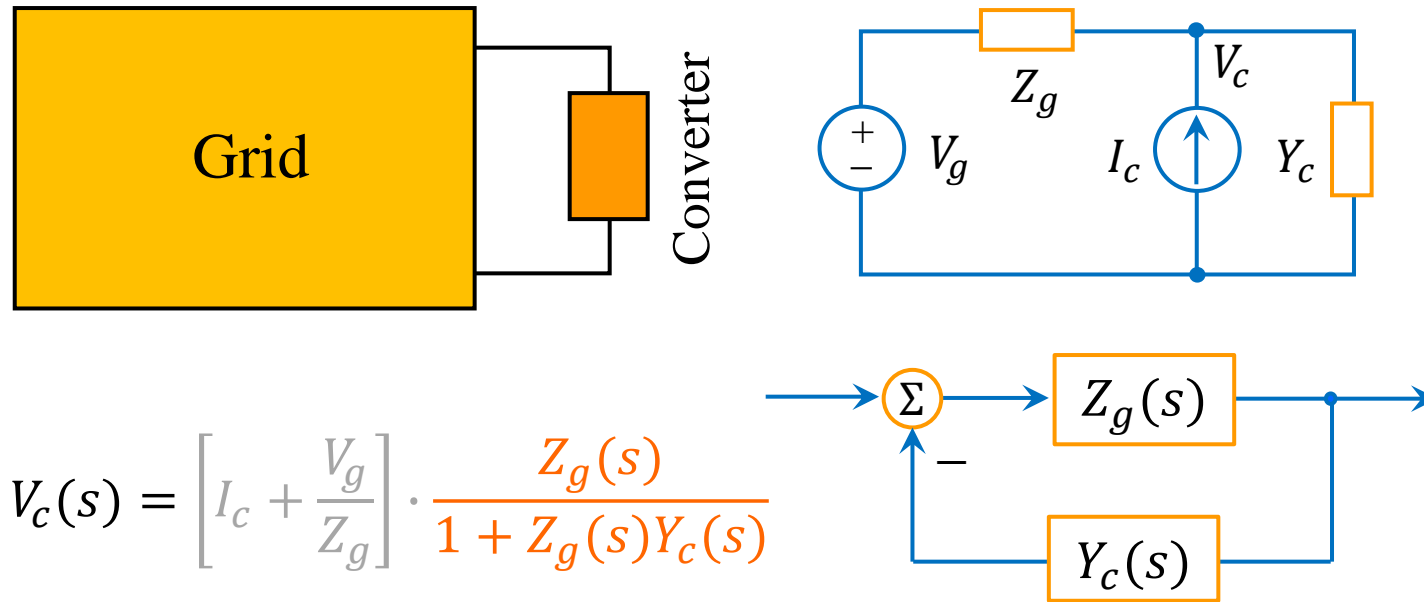 Grid
Converter
Z_g
V_c
+
−
V_g
I_c
Y_c
V_c(s) = [I_c + V_g/Z_g] · Z_g(s)/(1 + Z_g(s)Y_c(s))
Σ
−
Z_g(s)
Y_c(s)